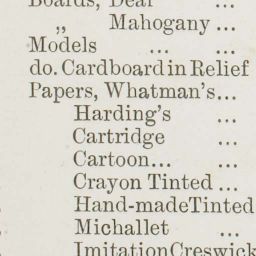 Boards, Deal ...
„ Mahogany ...
Models ... ...
do. Cardboard in Relief
Papers, Whatman's...
Harding's ...
Cartridge ...
Cartoon... ...
Crayon Tinted ...
Hand-made Tinted
Michallet ...
Imitation Creswick